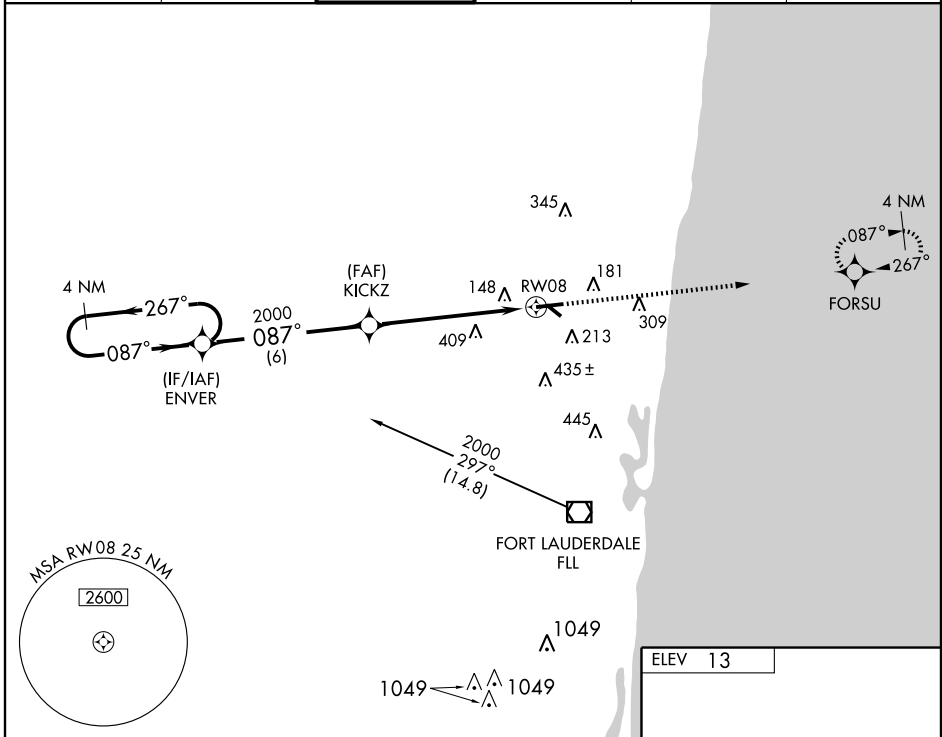 345
4 NM
087°
267°
FORSU
(FAF)
KICKZ
148
RW08
181
4 NM
267°
2000
087°
(6)
409
213
309
087°
(IF/IAF)
ENVER
435±
445
2000
297°
(14.8)
FORT LAUDERDALE
FLL
MSA RW08 25 NM
2600
1049
1049
1049
ELEV 13